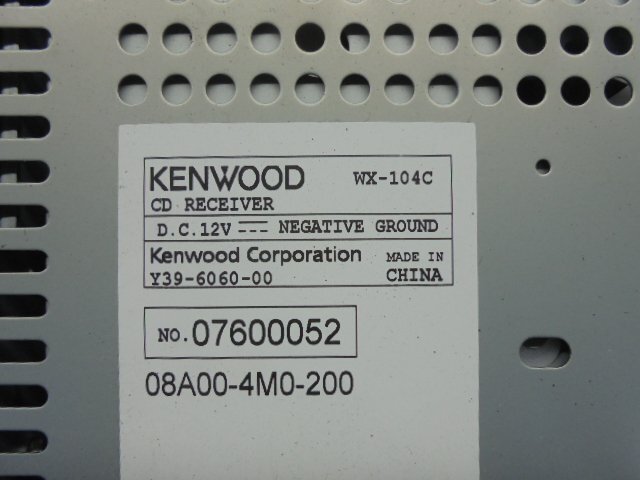 KENWOOD WX-104C
CD RECEIVER
D.C.12V NEGATIVE GROUND
Kenwood Corporation MADE IN
Y39-6060-00 CHINA
NO. 07600052
08A00-4M0-200